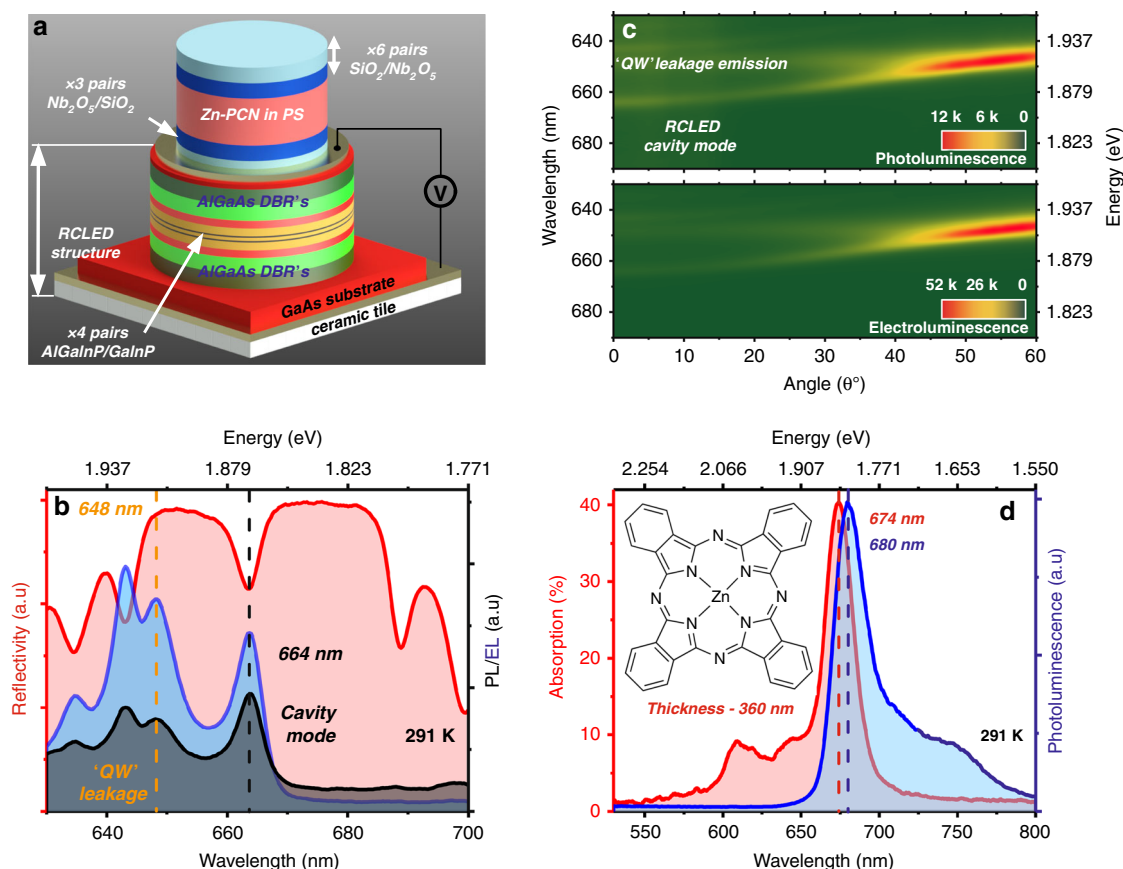 a
×6 pairs
SiO2/Nb2O5
×3 pairs
Nb2O5/SiO2
Zn-PCN in PS
AlGaAs DBR's
RCLED
structure
AlGaAs DBR's
V
GaAs substrate
ceramic tile
×4 pairs
AlGaInP/GaInP
c
'QW' leakage emission
RCLED
cavity mode
12 k 6 k 0
Photoluminescence
640
660
680
1.937
1.879
1.823
52 k 26 k 0
Electroluminescence
640
660
680
1.937
1.879
1.823
Wavelength (nm)
Energy (eV)
0 10 20 30 40 50 60
Angle (θ°)
Energy (eV)
1.937 1.879 1.823 1.771
b
648 nm
664 nm
Cavity
mode
291 K
'QW'
leakage
Reflectivity (a.u)
PL/EL (a.u)
640 660 680 700
Wavelength (nm)
Energy (eV)
2.254 2.066 1.907 1.771 1.653 1.550
d
674 nm
680 nm
N N N
N Zn N
N N N
Thickness - 360 nm
291 K
40
30
20
10
0
Absorption (%)
Photoluminescence (a.u)
550 600 650 700 750 800
Wavelength (nm)